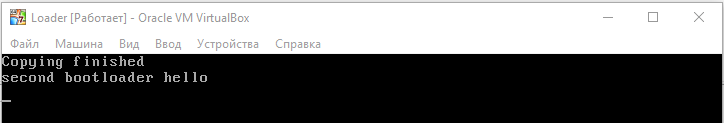 Loader [Работает] - Oracle VM VirtualBox
Файл Машина Вид Ввод Устройства Справка
Copying finished
second bootloader hello